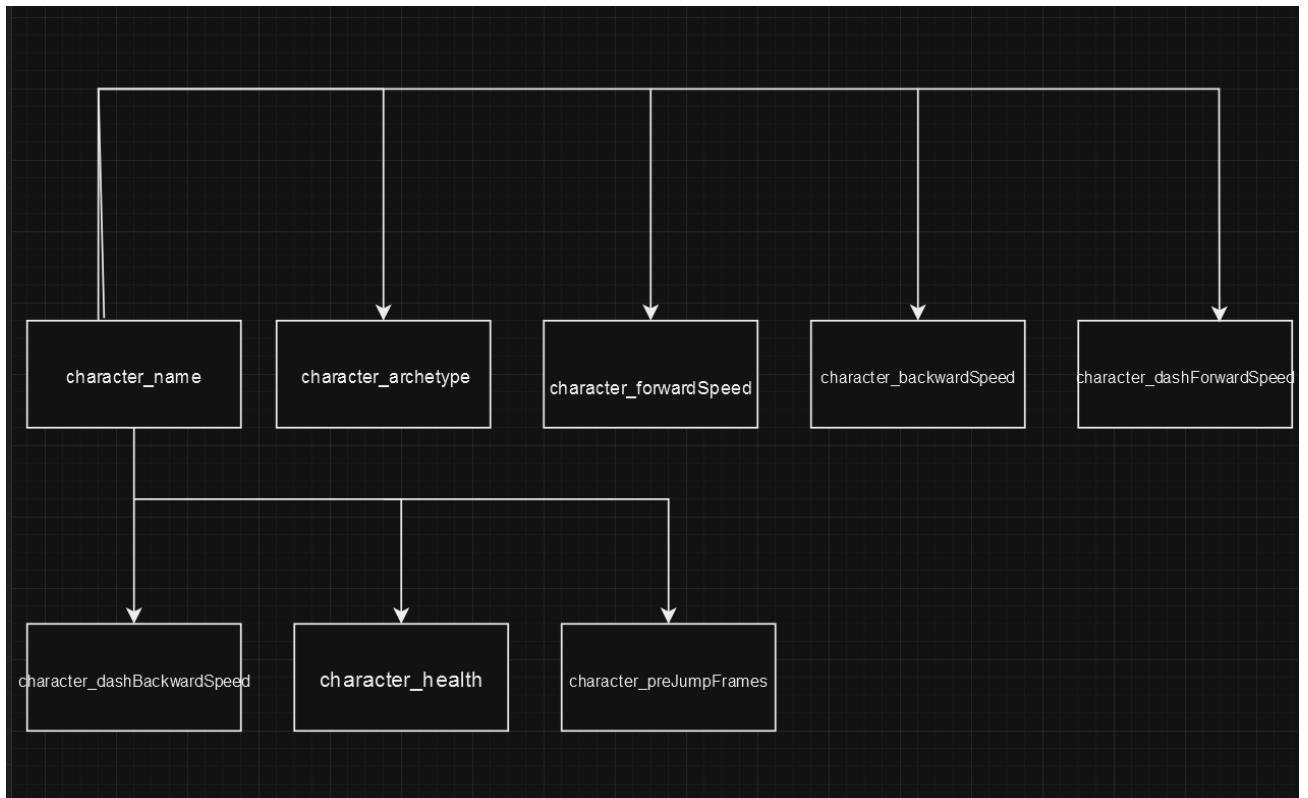 character_name
character_archetype
character_forwardSpeed
character_backwardSpeed
character_dashForwardSpeed
character_dashBackwardSpeed
character_health
character_preJumpFrames